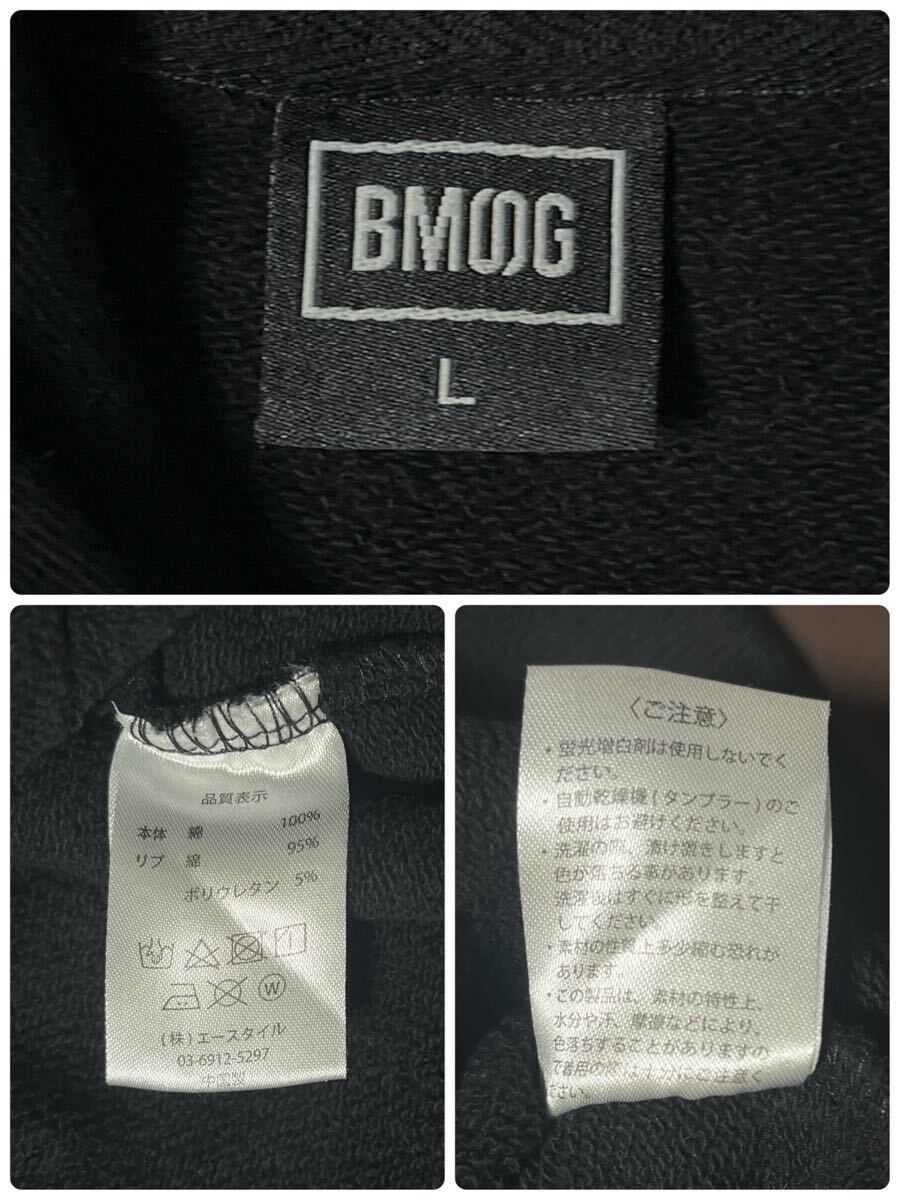 BMOG
L
品質表示
本体 綿 100%
リブ 綿 95%
ポリウレタン 5%
W
(株)エースタイル
03-6912-5297
中国製
〈ご注意〉
・蛍光増白剤は使用しないでく
ださい。
・自動乾燥機(タンブラー)のご
使用はお避けください。
・洗濯の際、漬け置きしますと
色が落ちる事があります。
洗濯後はすぐに形を整えて干
してください。
・素材の性質上多少縮む恐れが
あります。
・この製品は、素材の特性上、
水分や汗、摩擦などにより、
色落ちすることがありますの
で着用の際は十分にご注意く
ださい。